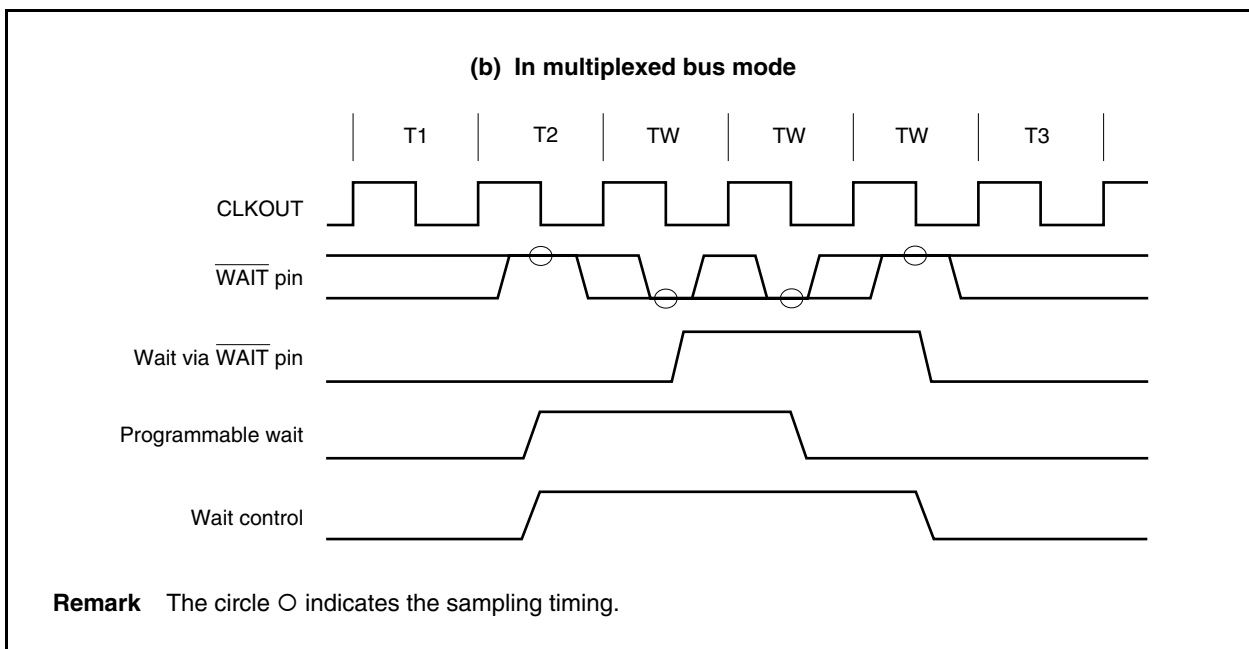 (b) In multiplexed bus mode
T1 T2 TW TW TW T3
CLKOUT
WAIT pin
Wait via WAIT pin
Programmable wait
Wait control
Remark The circle ○ indicates the sampling timing.